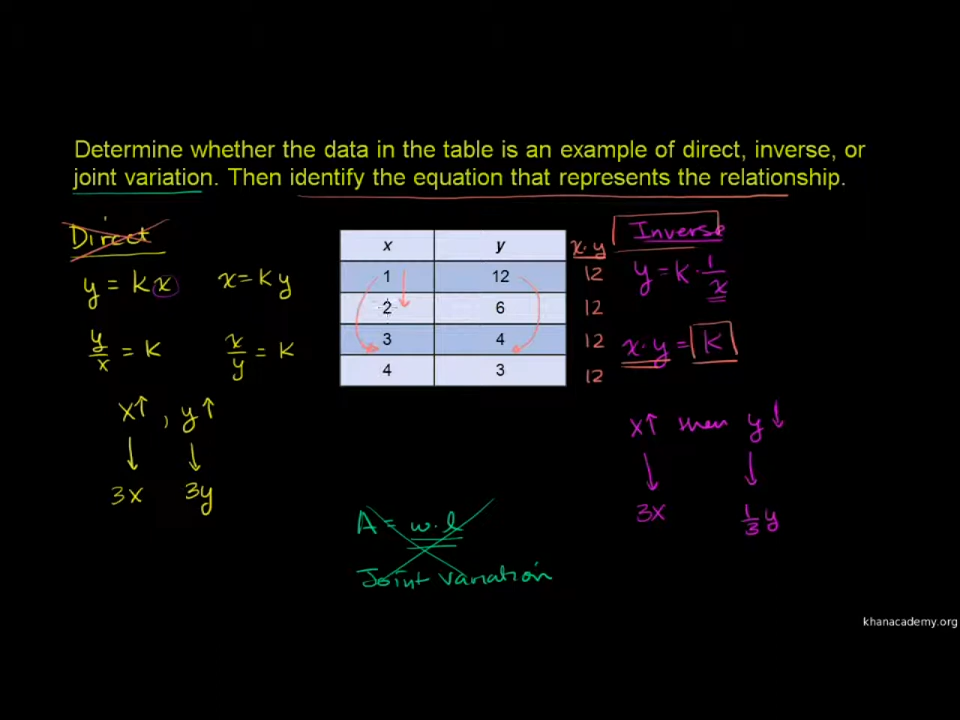 Determine whether the data in the table is an example of direct, inverse, or
joint variation. Then identify the equation that represents the relationship.
Direct
y = kx
x = ky
y/x = k
x/y = k
x↑ , y↑
3x
3y
x y x·y
1 12 12
2 6 12
3 4 12
4 3 12
Inverse
y = k · 1/x
x·y = k
x↑ then y↓
3x
1/3 y
A = w·l
Joint variation
khanacademy.org